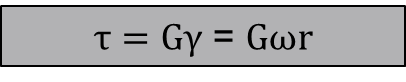 τ = Gγ = Gωr